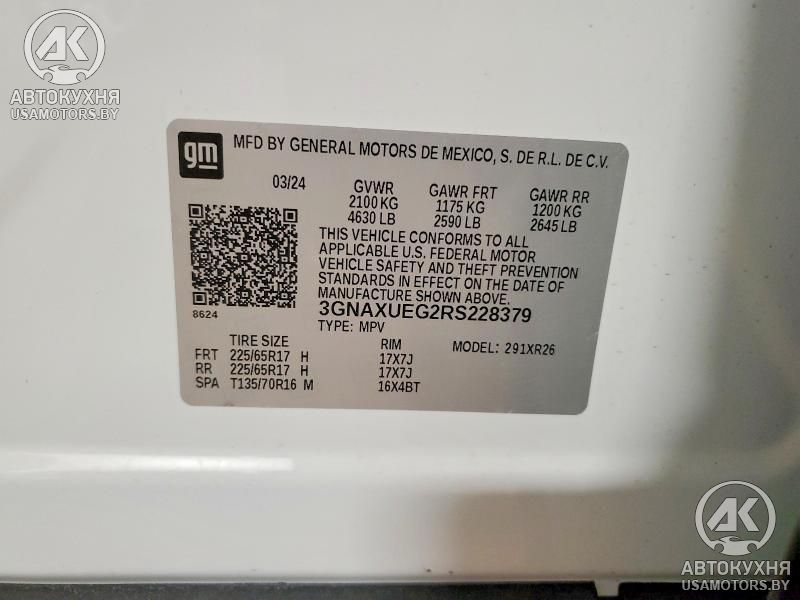 AK
АВТОКУХНЯ
USAMOTORS.BY
gm
MFD BY GENERAL MOTORS DE MEXICO, S. DE R.L. DE C.V.
03/24 GVWR GAWR FRT GAWR RR
2100 KG 1175 KG 1200 KG
4630 LB 2590 LB 2645 LB
THIS VEHICLE CONFORMS TO ALL
APPLICABLE U.S. FEDERAL MOTOR
VEHICLE SAFETY AND THEFT PREVENTION
STANDARDS IN EFFECT ON THE DATE OF
MANUFACTURE SHOWN ABOVE.
8624 3GNAXUEG2RS228379
TYPE: MPV
TIRE SIZE RIM MODEL: 291XR26
FRT 225/65R17 H 17X7J
RR 225/65R17 H 17X7J
SPA T135/70R16 M 16X4BT
AK
АВТОКУХНЯ
USAMOTORS.BY